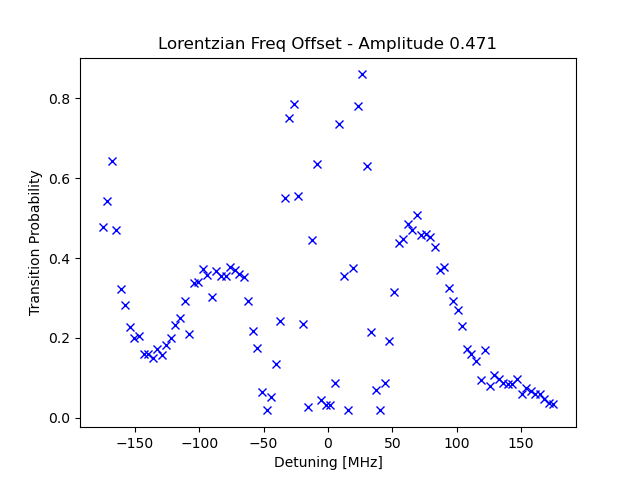 Lorentzian Freq Offset - Amplitude 0.471
Transition Probability
0.8
0.6
0.4
0.2
0.0
−150 −100 −50 0 50 100 150
Detuning [MHz]